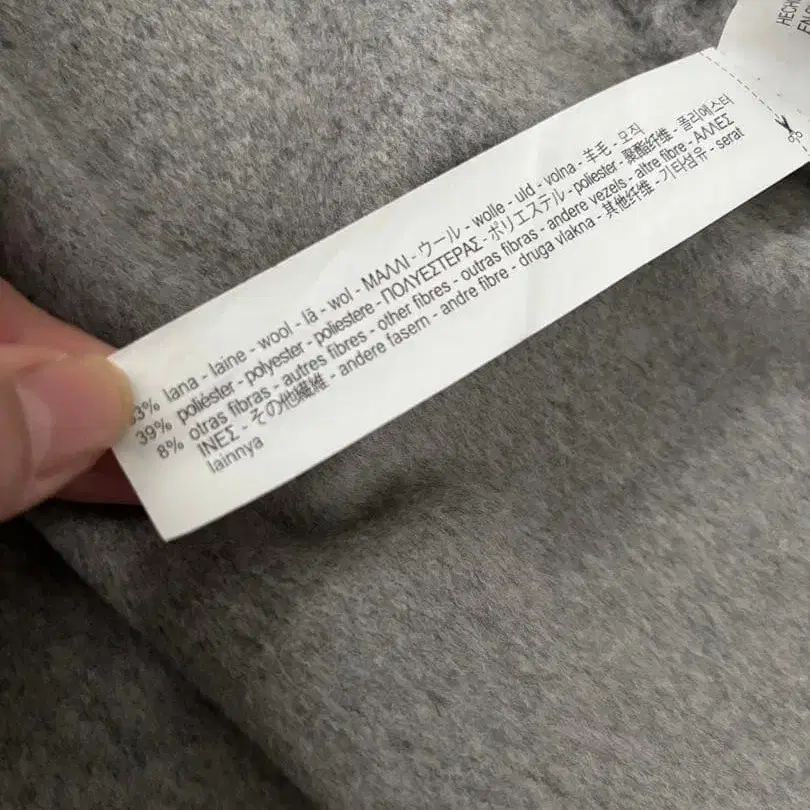 HECH
EN
3% lana - laine - wool - lã - wol - ΜΑΛΛΙ - ウール - wolle - uld - volna - 羊毛 - 모직
39% poliéster - polyester - poliestere - ΠΟΛΥΕΣΤΕΡΑΣ - ポリエステル - poliester - 聚酯纤维 - 폴리에스터
8% otras fibras - autres fibres - other fibres - outras fibras - andere vezels - altre fibre - ΑΛΛΕΣ
ΙΝΕΣ - その他繊維 - andere fasern - andre fibre - druga vlakna - 其他纤维 - 기타섬유 - serat
lainnya